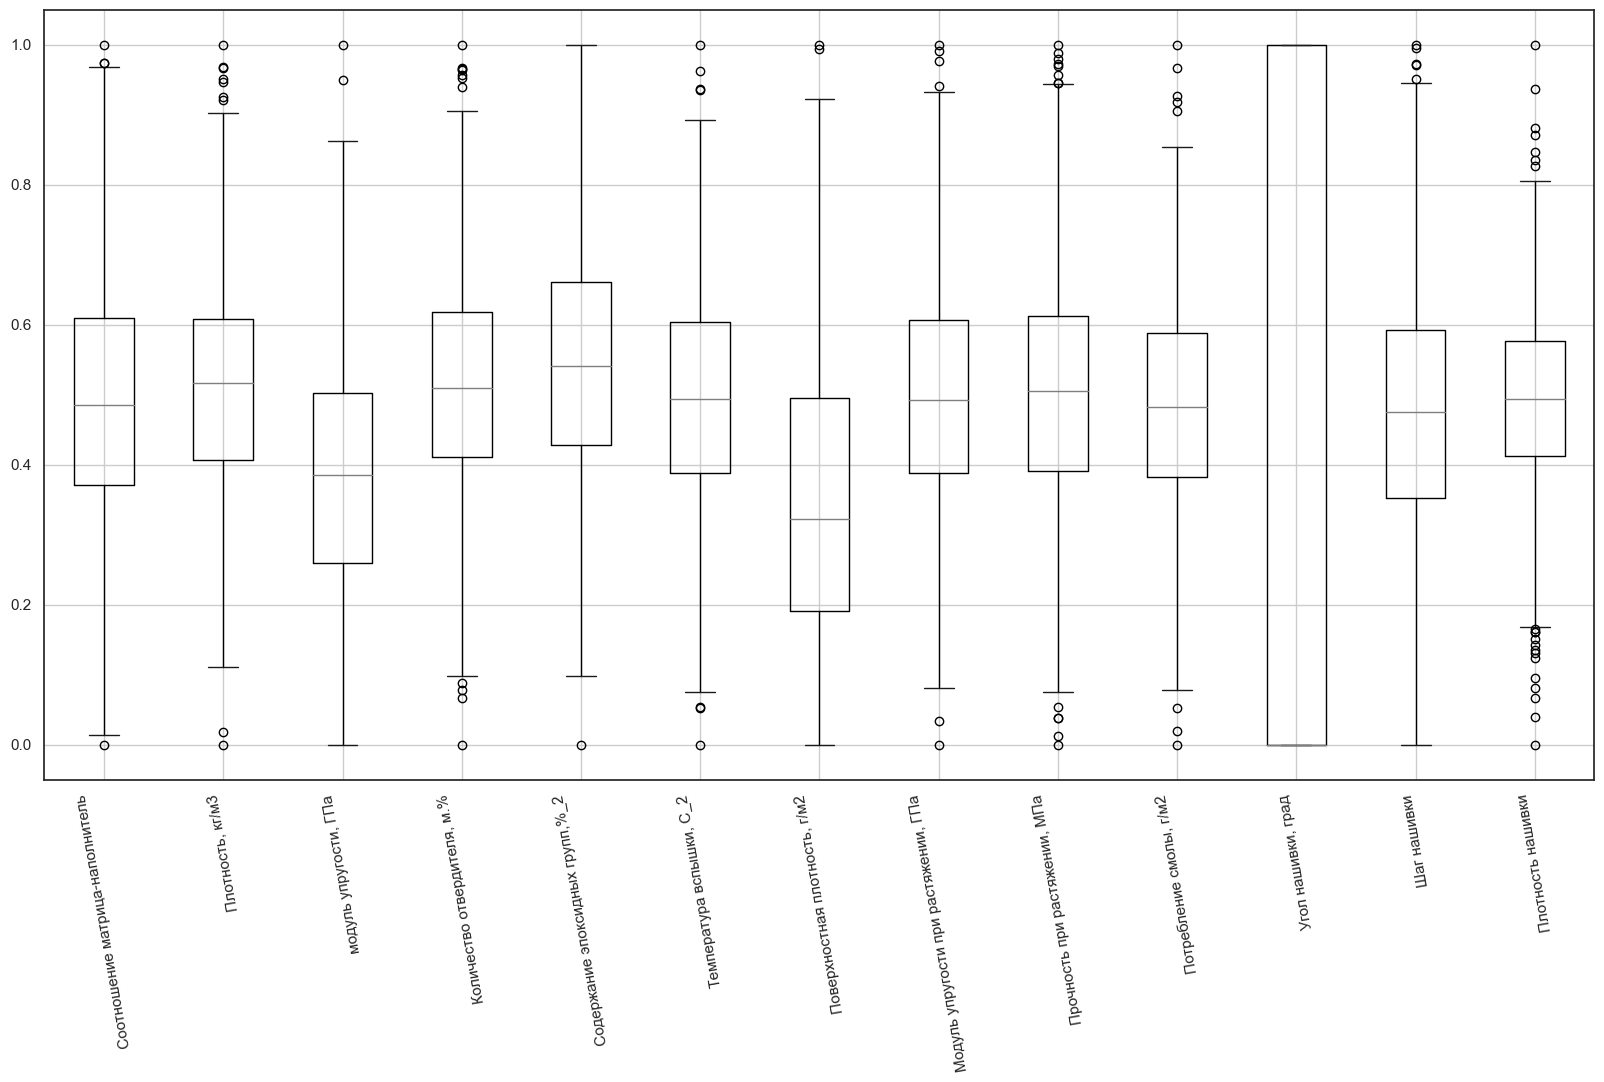 1.0
0.8
0.6
0.4
0.2
0.0
Соотношение матрица-наполнитель
Плотность, кг/м3
модуль упругости, ГПа
Количество отвердителя, м.%
Содержание эпоксидных групп,%_2
Температура вспышки, С_2
Поверхностная плотность, г/м2
Модуль упругости при растяжении, ГПа
Прочность при растяжении, МПа
Потребление смолы, г/м2
Угол нашивки, град
Шаг нашивки
Плотность нашивки